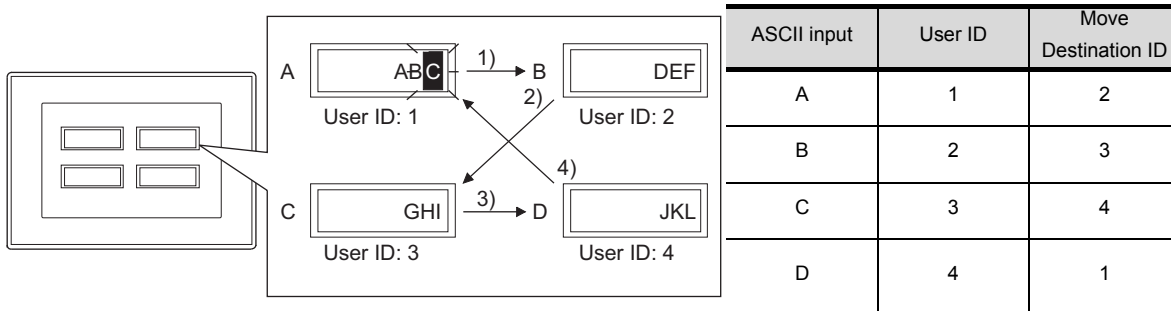 A
ABC
1)
B
DEF
User ID: 1
2)
User ID: 2
4)
C
GHI
3)
D
JKL
User ID: 3
User ID: 4
ASCII input User ID Move Destination ID
A 1 2
B 2 3
C 3 4
D 4 1